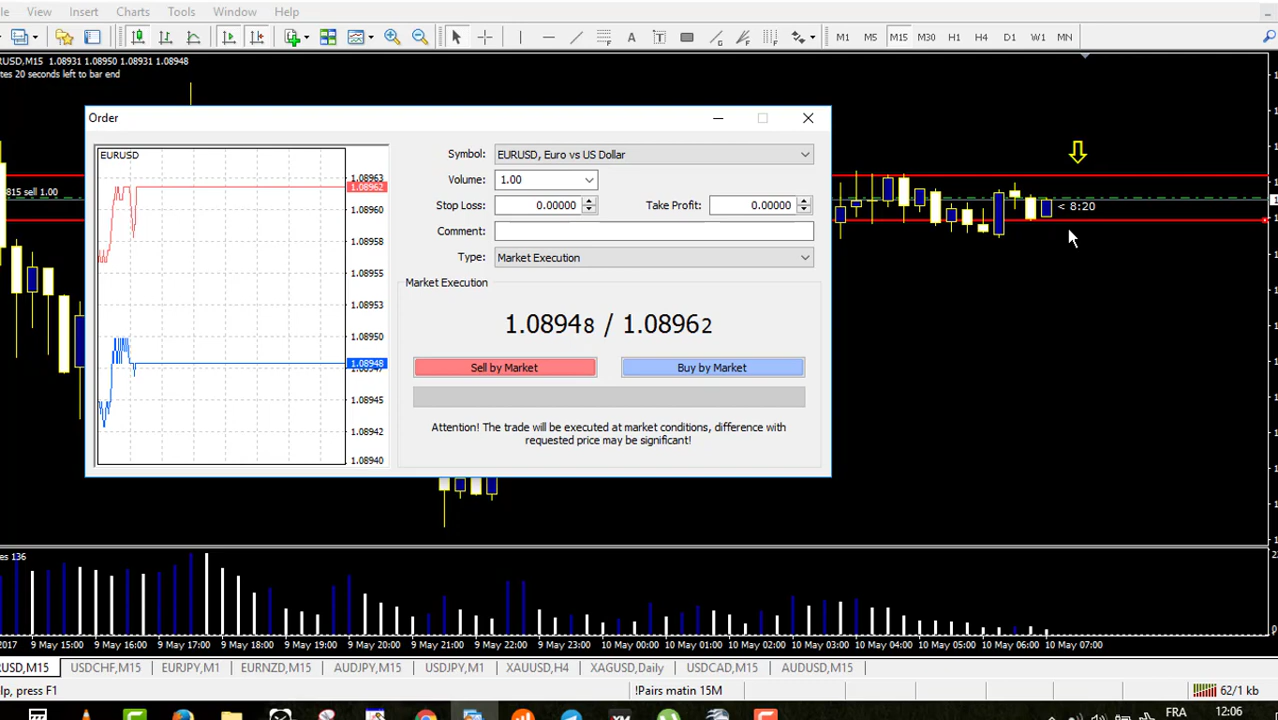 le View Insert Charts Tools Window Help
A T M1 M5 M15 M30 H1 H4 D1 W1 MN
RUSD,M15 1.08931 1.08950 1.08931 1.08948
tes 20 seconds left to bar end
Order
EURUSD
1.08963
1.08962
1.08960
1.08958
1.08955
1.08953
1.08950
1.08948
1.08945
1.08942
1.08940
Symbol: EURUSD, Euro vs US Dollar
Volume: 1.00
Stop Loss: 0.00000 Take Profit: 0.00000
Comment:
Type: Market Execution
Market Execution
1.08948 / 1.08962
Sell by Market Buy by Market
Attention! The trade will be executed at market conditions, difference with
requested price may be significant!
815 sell 1.00
< 8:20
es 136
2017 9 May 15:00 9 May 16:00 9 May 17:00 9 May 18:00 9 May 19:00 9 May 20:00 9 May 21:00 9 May 22:00 9 May 23:00 10 May 00:00 10 May 01:00 10 May 02:00 10 May 03:00 10 May 04:00 10 May 05:00 10 May 06:00 10 May 07:00
RUSD,M15 USDCHF,M15 EURJPY,M1 EURNZD,M15 AUDJPY,M15 USDJPY,M1 XAUUSD,H4 XAGUSD,Daily USDCAD,M15 AUDUSD,M15
lp, press F1 !Pairs matin 15M 62/1 kb
FRA 12:06